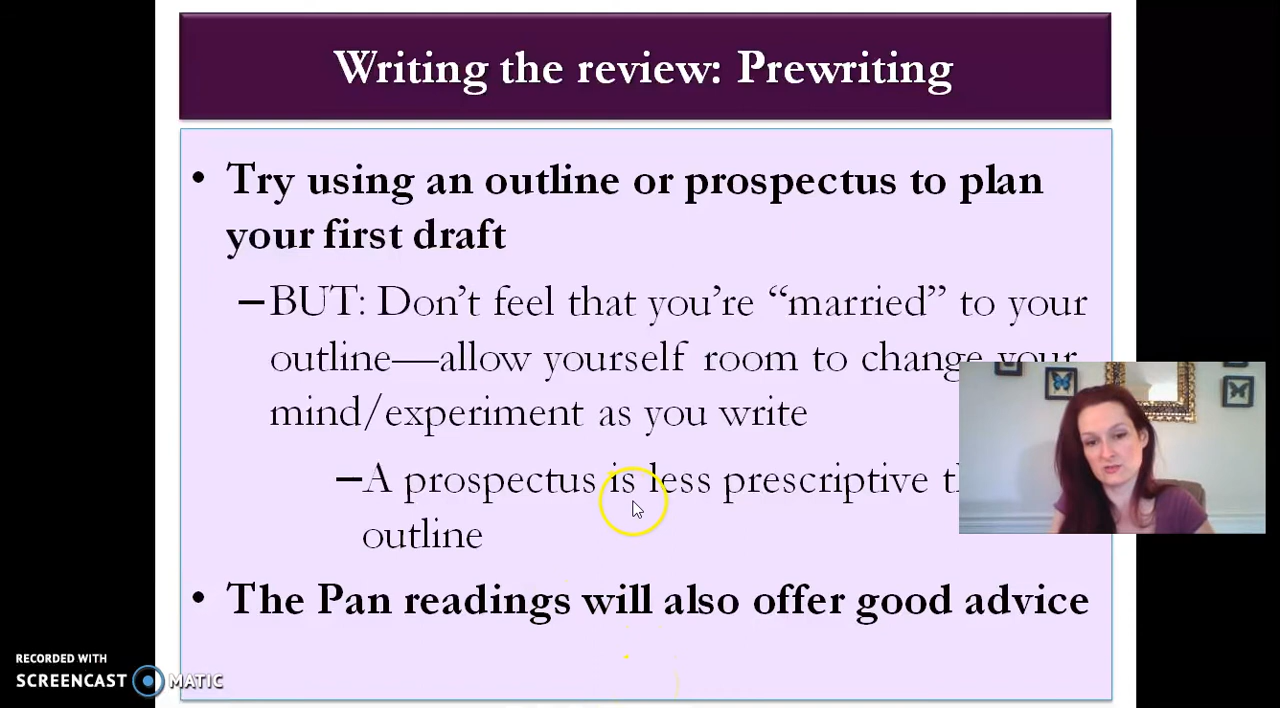 Writing the review: Prewriting
• Try using an outline or prospectus to plan
your first draft
–BUT: Don’t feel that you’re “married” to your
outline—allow yourself room to change your
mind/experiment as you write
–A prospectus is less prescriptive
outline
• The Pan readings will also offer good advice
RECORDED WITH
SCREENCAST MATIC